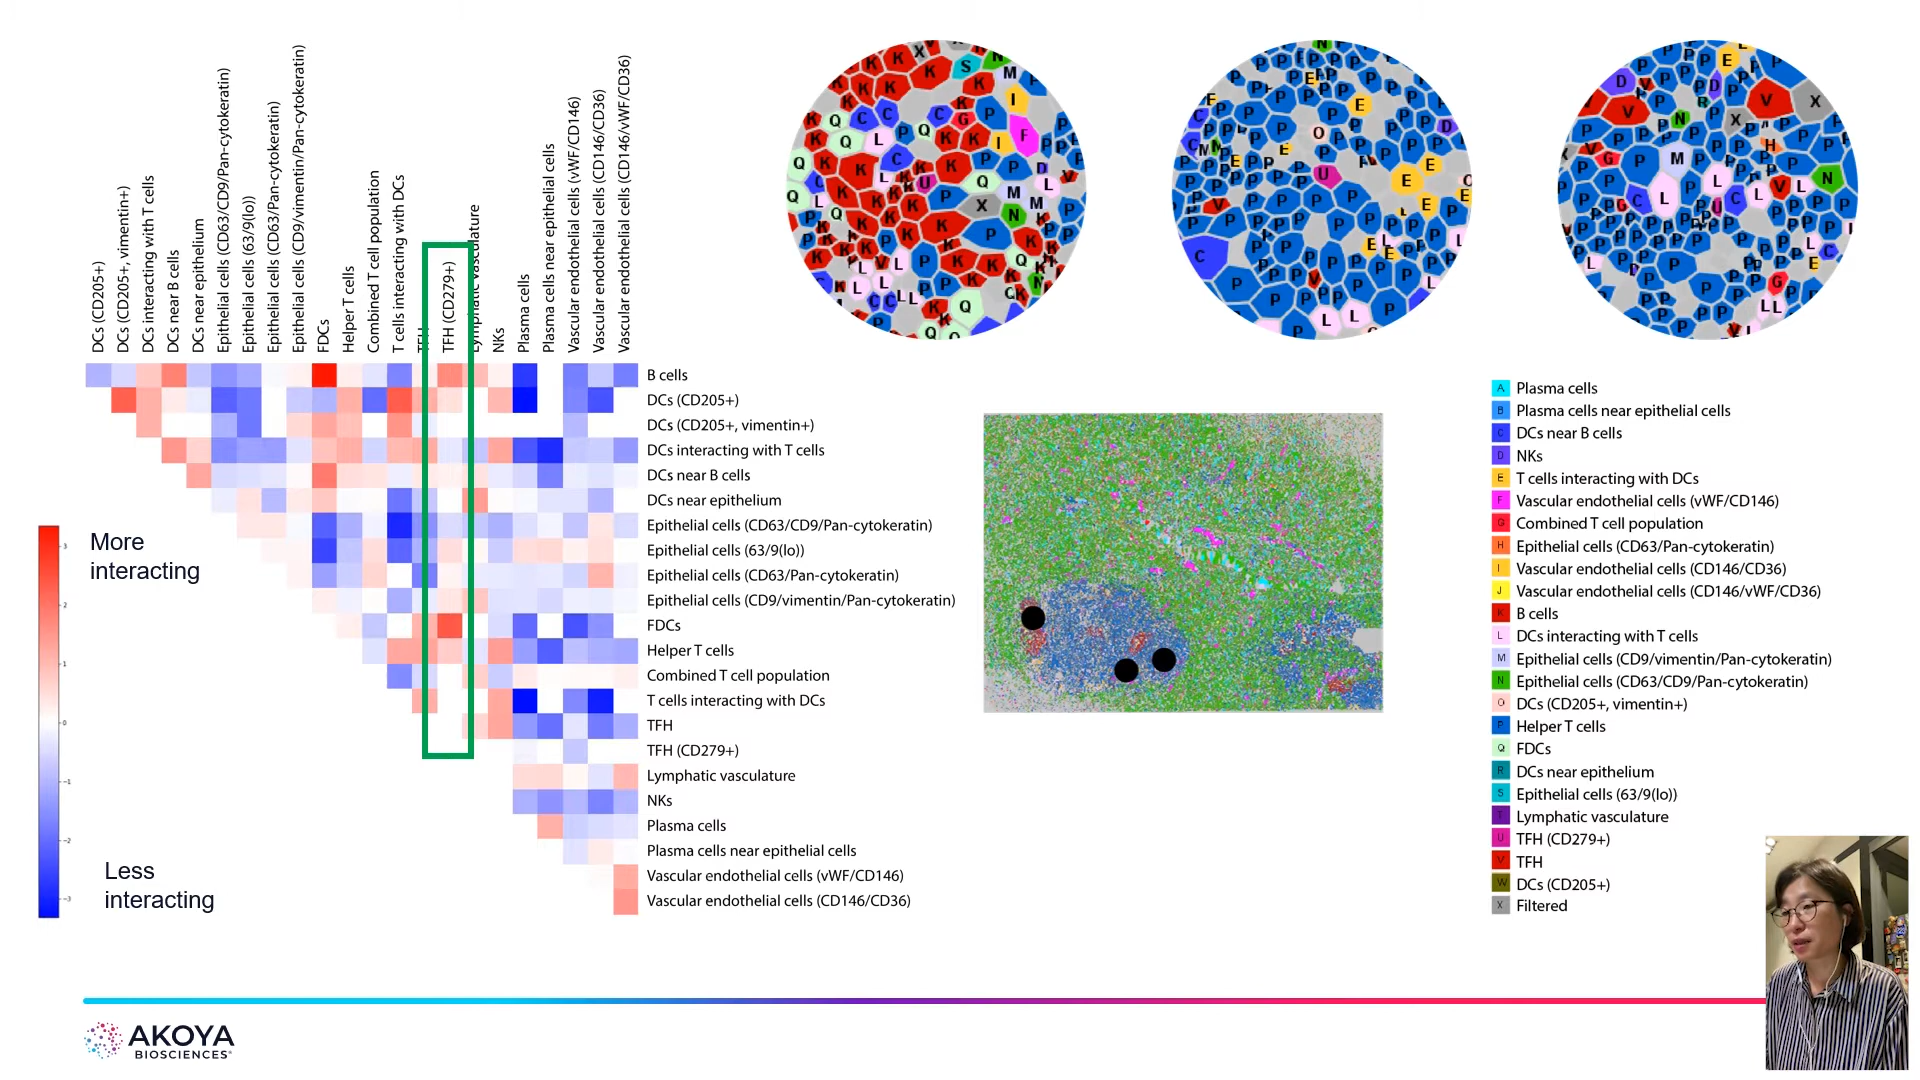 DCs (CD205+)
DCs (CD205+, vimentin+)
DCs interacting with T cells
DCs near B cells
DCs near epithelium
Epithelial cells (CD63/CD9/Pan-cytokeratin)
Epithelial cells (63/9(lo))
Epithelial cells (CD63/Pan-cytokeratin)
Epithelial cells (CD9/vimentin/Pan-cytokeratin)
FDCs
Helper T cells
Combined T cell population
T cells interacting with DCs
TFH
TFH (CD279+)
Lymphatic vasculature
NKs
Plasma cells
Plasma cells near epithelial cells
Vascular endothelial cells (vWF/CD146)
Vascular endothelial cells (CD146/CD36)
Vascular endothelial cells (CD146/vWF/CD36)
B cells
DCs (CD205+)
DCs (CD205+, vimentin+)
DCs interacting with T cells
DCs near B cells
DCs near epithelium
Epithelial cells (CD63/CD9/Pan-cytokeratin)
Epithelial cells (63/9(lo))
Epithelial cells (CD63/Pan-cytokeratin)
Epithelial cells (CD9/vimentin/Pan-cytokeratin)
FDCs
Helper T cells
Combined T cell population
T cells interacting with DCs
TFH
TFH (CD279+)
Lymphatic vasculature
NKs
Plasma cells
Plasma cells near epithelial cells
Vascular endothelial cells (vWF/CD146)
Vascular endothelial cells (CD146/CD36)
More
interacting
3
2
1
0
-1
-2
-3
Less
interacting
A Plasma cells
B Plasma cells near epithelial cells
C DCs near B cells
D NKs
E T cells interacting with DCs
F Vascular endothelial cells (vWF/CD146)
G Combined T cell population
H Epithelial cells (CD63/Pan-cytokeratin)
I Vascular endothelial cells (CD146/CD36)
J Vascular endothelial cells (CD146/vWF/CD36)
K B cells
L DCs interacting with T cells
M Epithelial cells (CD9/vimentin/Pan-cytokeratin)
N Epithelial cells (CD63/CD9/Pan-cytokeratin)
O DCs (CD205+, vimentin+)
P Helper T cells
Q FDCs
R DCs near epithelium
S Epithelial cells (63/9(lo))
T Lymphatic vasculature
U TFH (CD279+)
V TFH
W DCs (CD205+)
X Filtered
AKOYA
BIOSCIENCES